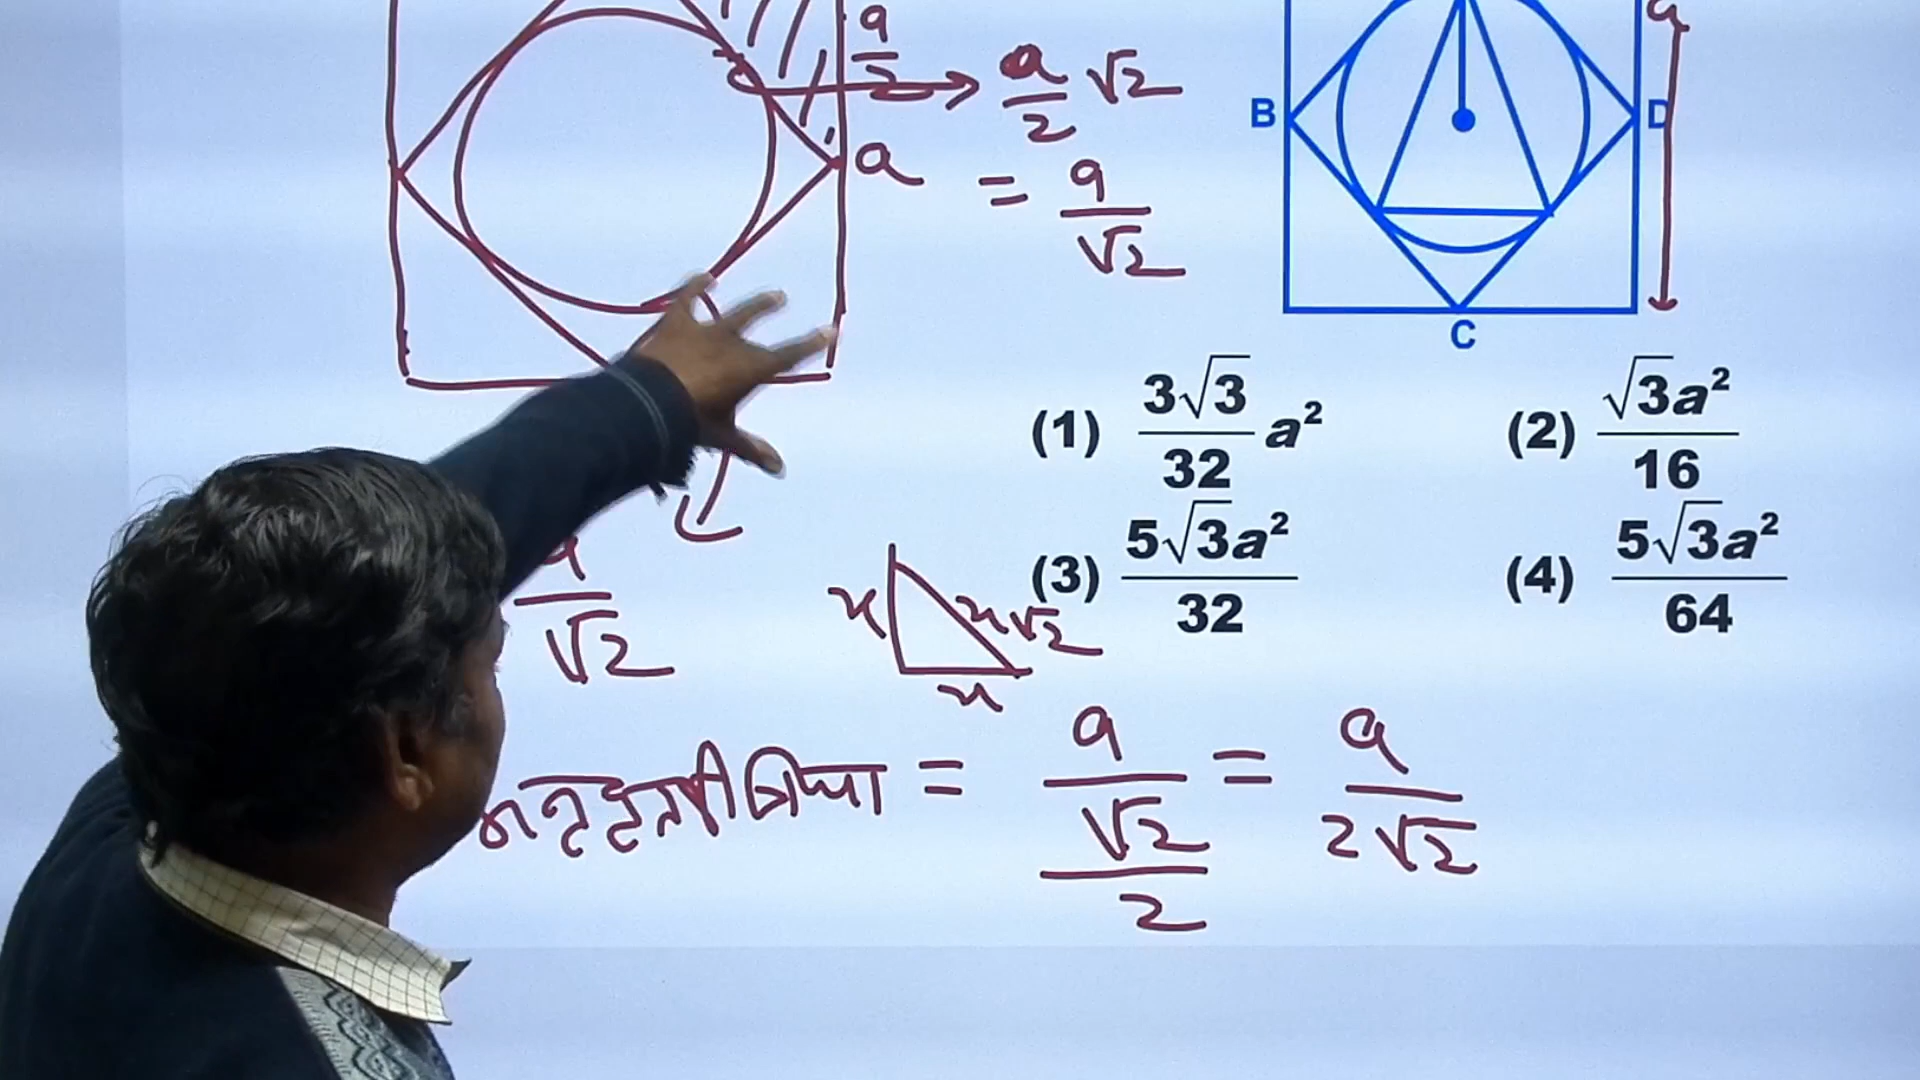 a/2
a/2 √2
a
= a/√2
a
B
D
C
(1) 3√3/32 a²
(2) √3a²/16
(3) 5√3a²/32
(4) 5√3a²/64
a/√2
x
x√2
x
= a/√2/2 = a/2√2